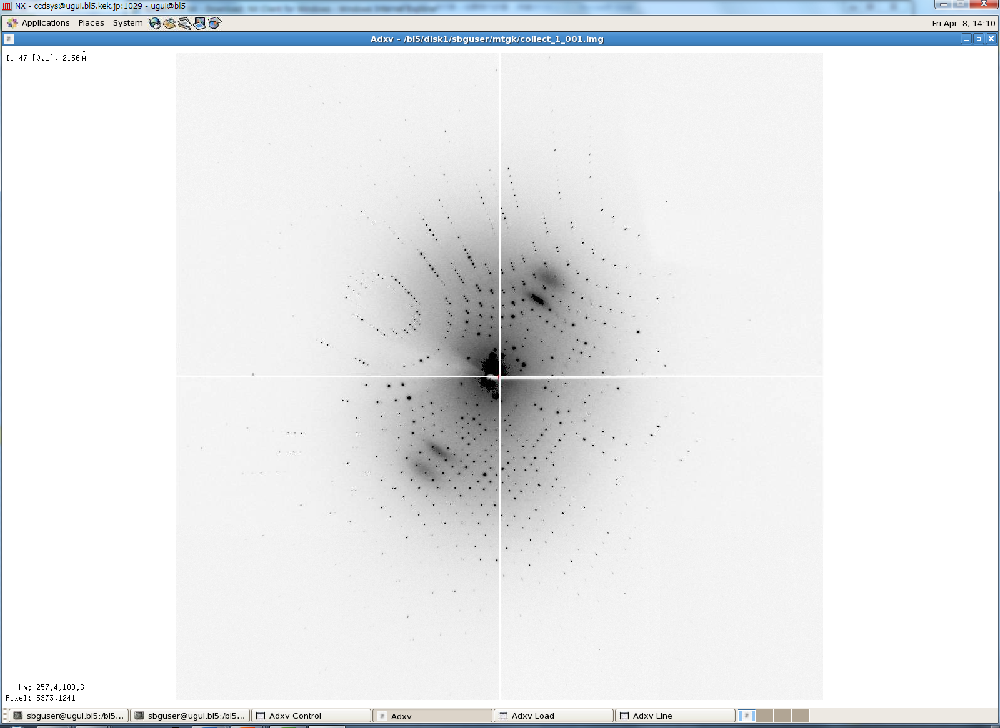 NX - ccdsys@ugui.bl5.kek.jp:1029 - ugui@bl5
Applications Places System
Fri Apr 8, 14:10
Adxv - /bl5/disk1/sbguser/mtgk/collect_1_001.img
I: 47 [0.1], 2.36Å
Mm: 257.4,189.6
Pixel: 3973,1241
sbguser@ugui.bl5:/bl5... sbguser@ugui.bl5:/bl5... Adxv Control Adxv Adxv Load Adxv Line